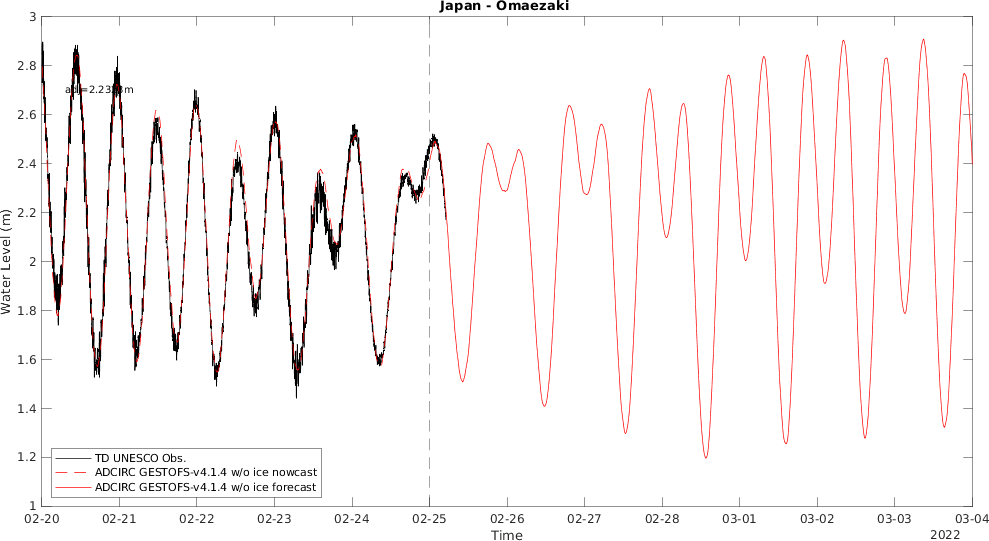 Japan - Omaezaki
3
2.8
2.6
2.4
2.2
2
1.8
1.6
1.4
1.2
1
Water Level (m)
TD UNESCO Obs.
ADCIRC GESTOFS-v4.1.4 w/o ice nowcast
ADCIRC GESTOFS-v4.1.4 w/o ice forecast
02-20 02-21 02-22 02-23 02-24 02-25 02-26 02-27 02-28 03-01 03-02 03-03 03-04
Time
2022